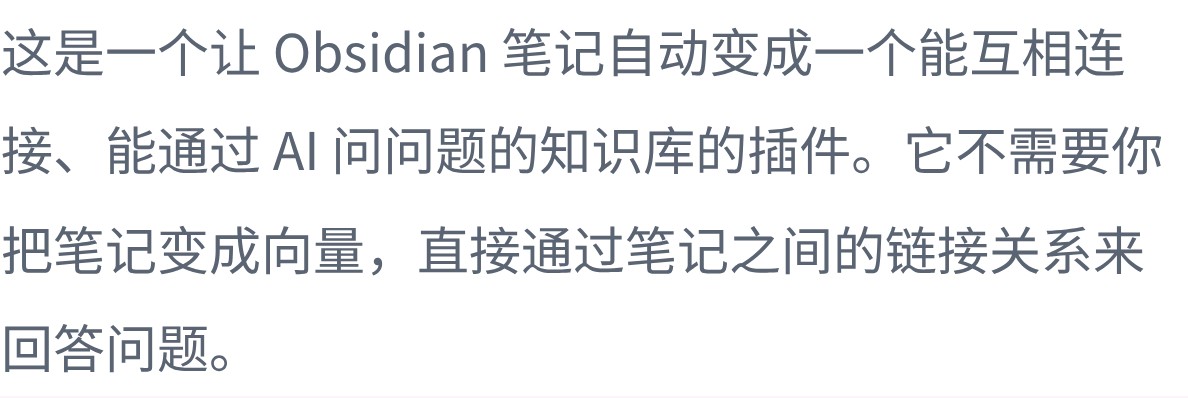 这是一个让 Obsidian 笔记自动变成一个能互相连
接、能通过 AI 问问题的知识库的插件。它不需要你
把笔记变成向量，直接通过笔记之间的链接关系来
回答问题。